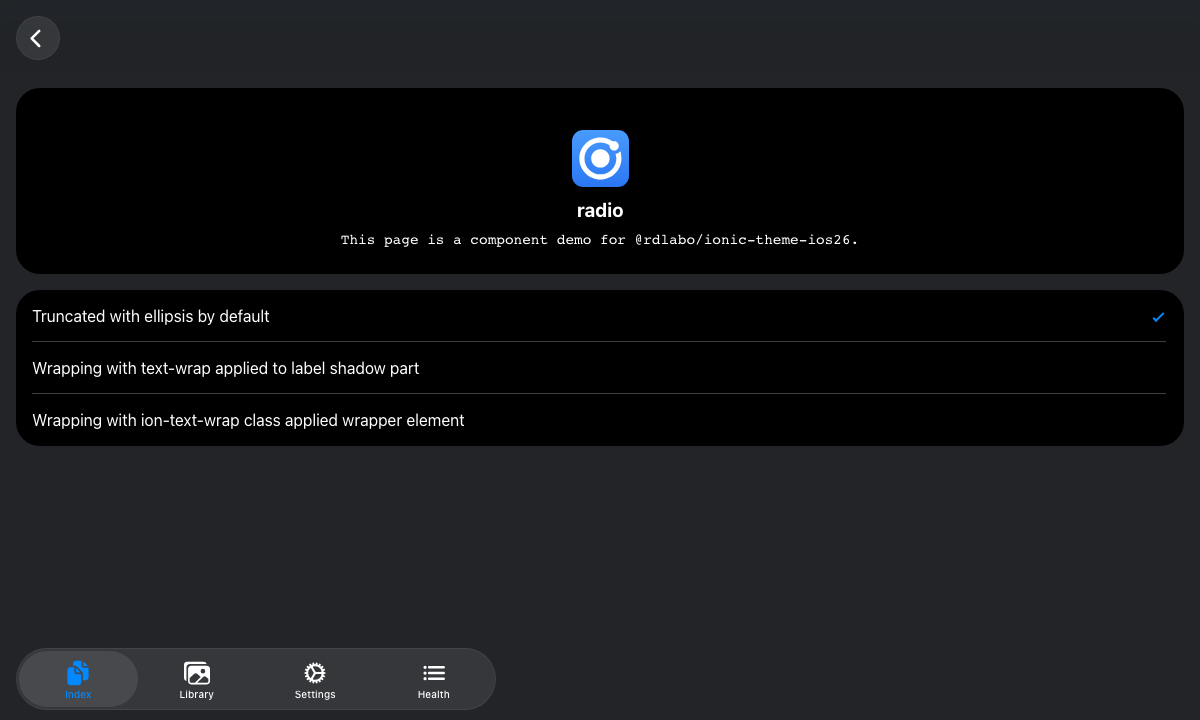 radio
This page is a component demo for @rdlabo/ionic-theme-ios26.
Truncated with ellipsis by default
Wrapping with text-wrap applied to label shadow part
Wrapping with ion-text-wrap class applied wrapper element
Index
Library
Settings
Health